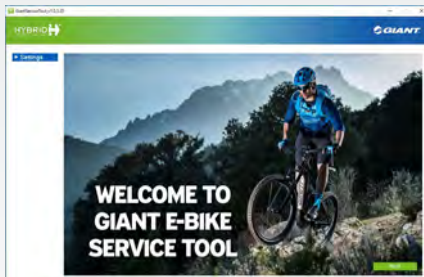 HYBRID
GIANT
Settings
WELCOME TO
GIANT E-BIKE
SERVICE TOOL